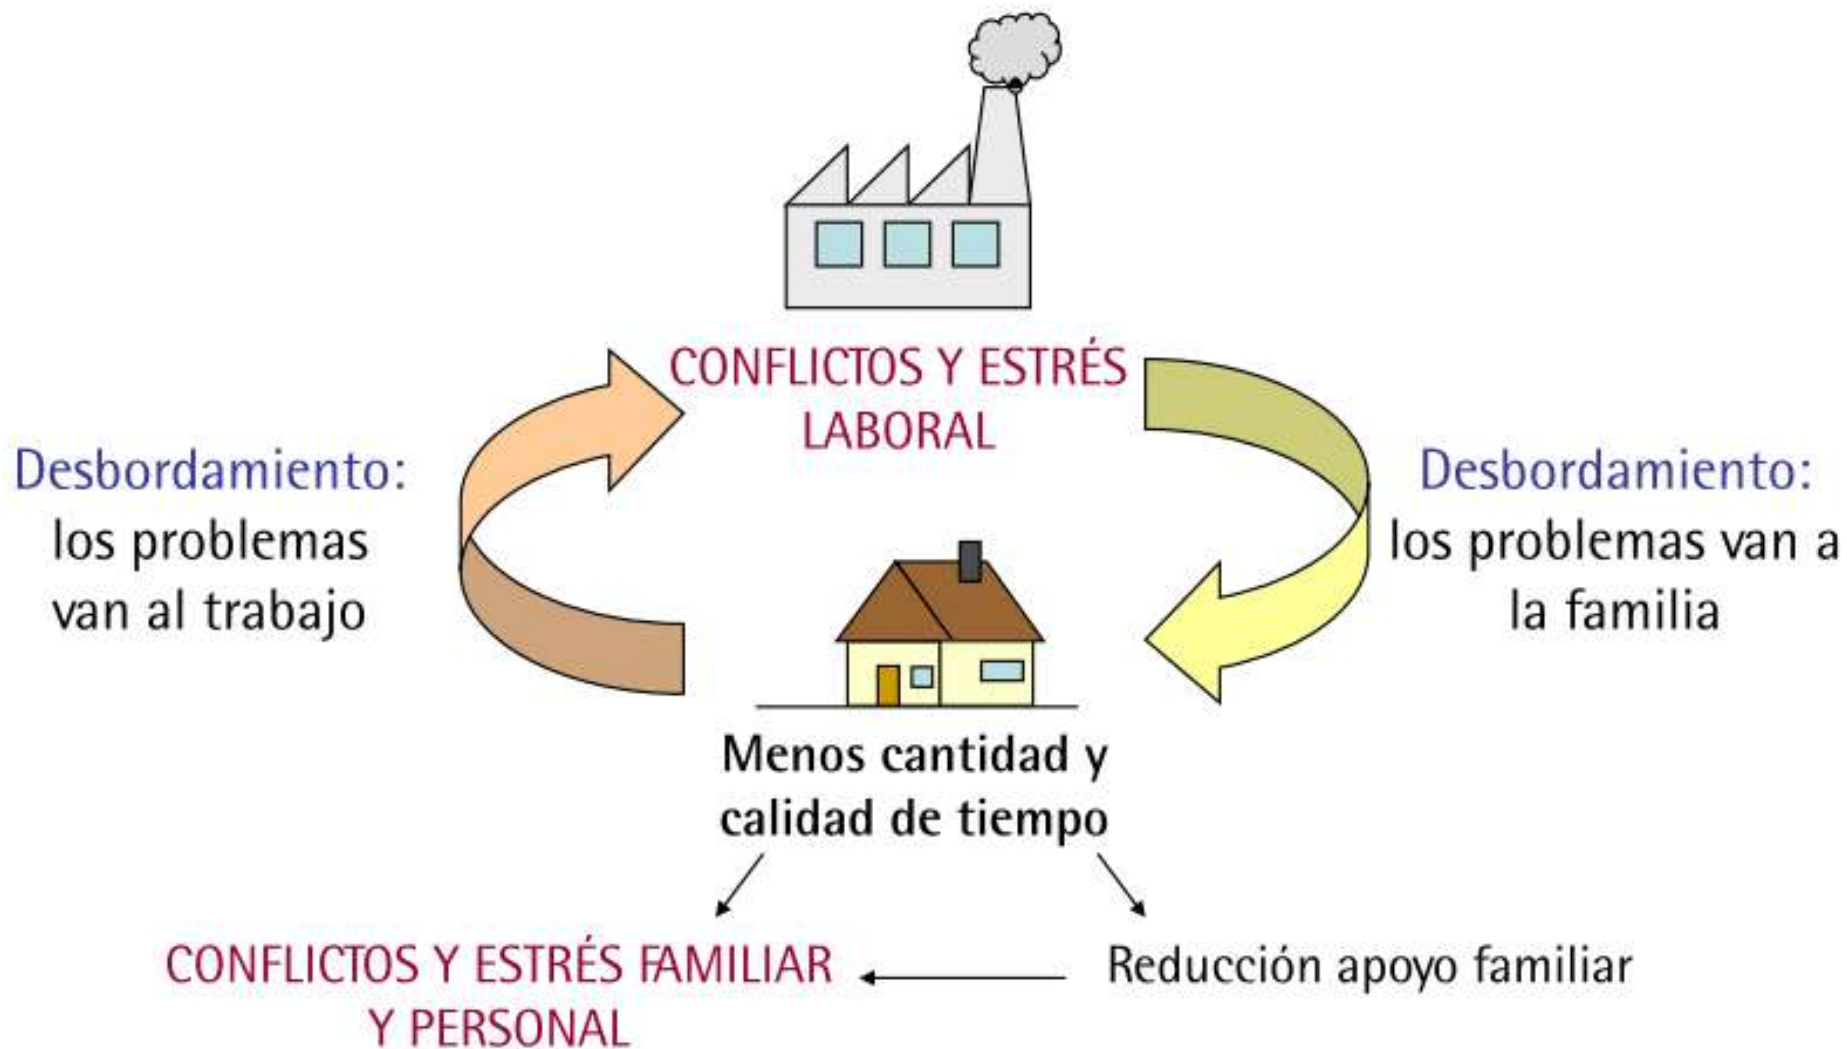 CONFLICTOS Y ESTRÉS
LABORAL
Desbordamiento:
los problemas
van al trabajo
Desbordamiento:
los problemas van a
la familia
Menos cantidad y
calidad de tiempo
CONFLICTOS Y ESTRÉS FAMILIAR
Y PERSONAL
Reducción apoyo familiar